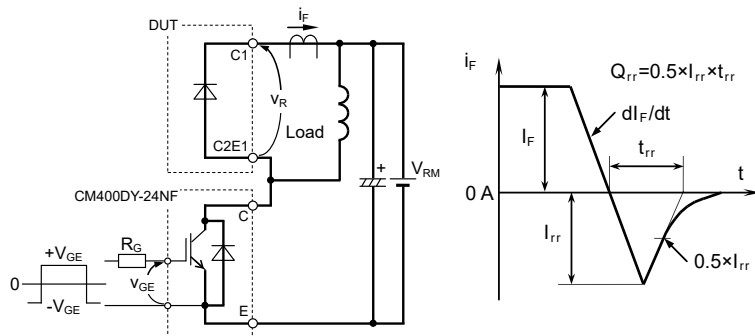 DUT
C1
i_F
v_R
Load
C2E1
+
V_RM
CM400DY-24NF
C
+V_GE
R_G
0
v_GE
-V_GE
E
i_F
Q_rr=0.5×I_rr×t_rr
dI_F/dt
I_F
t_rr
t
0 A
I_rr
0.5×I_rr